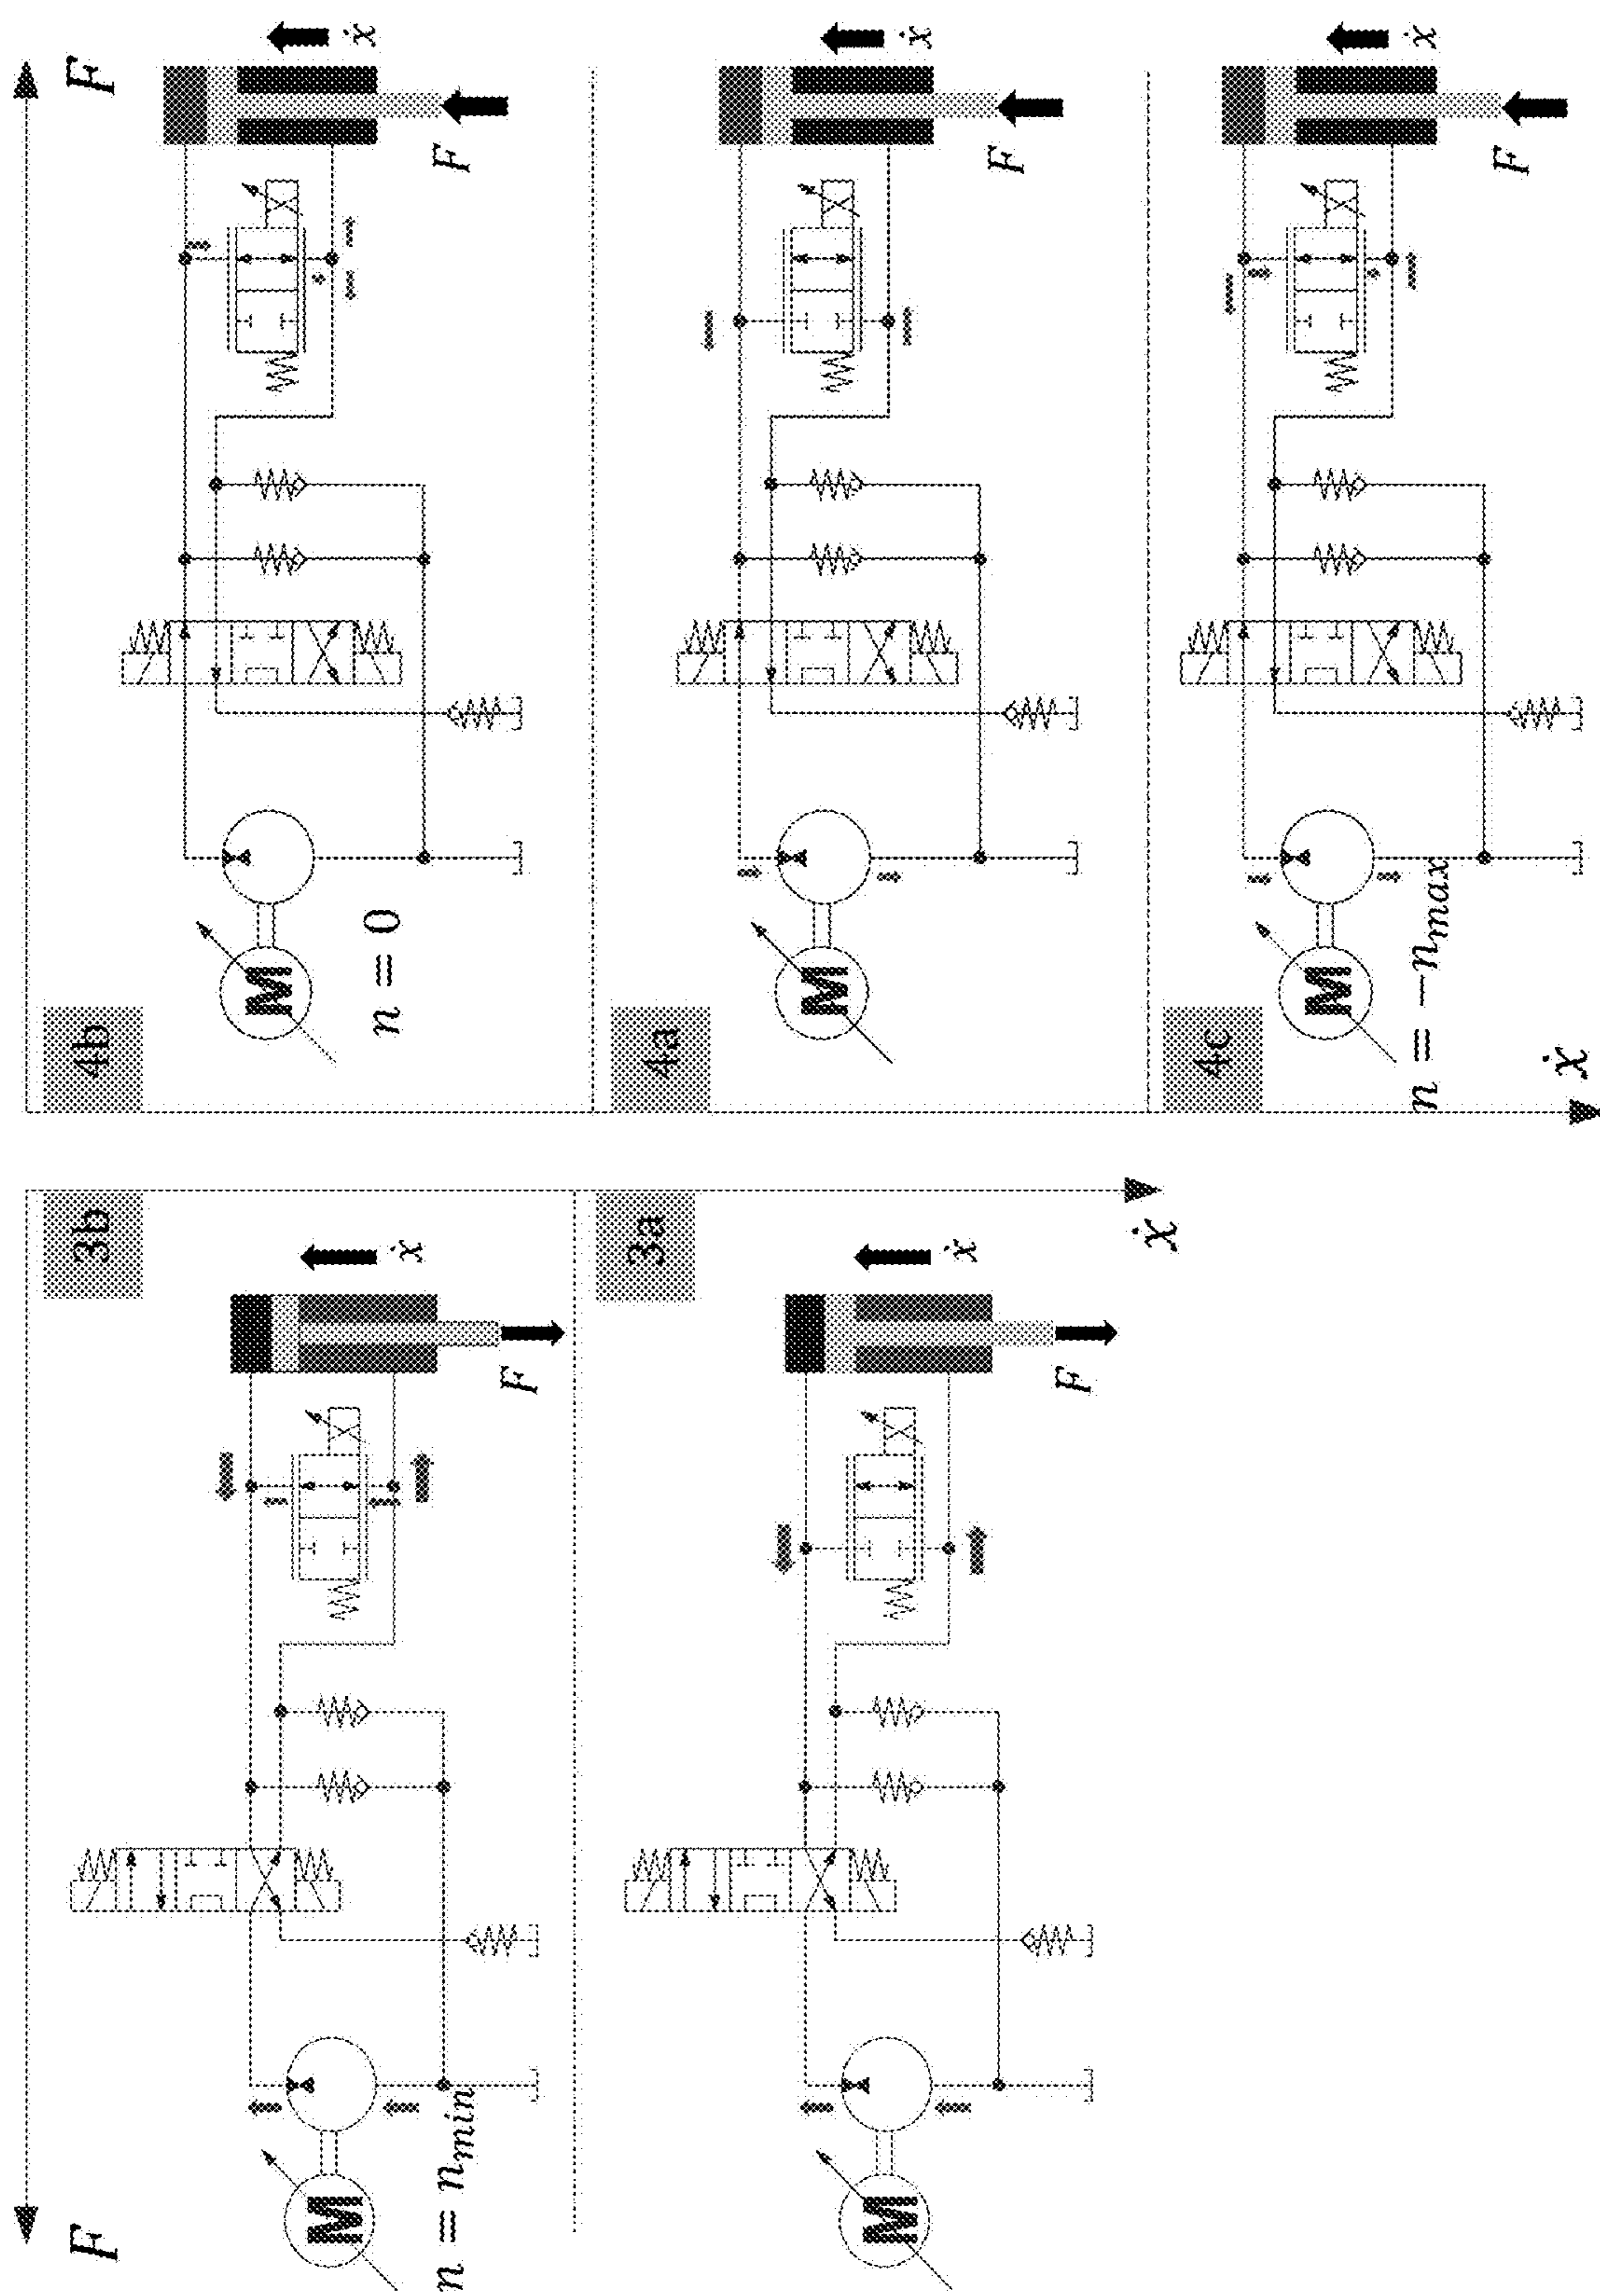 3b
ẋ
F
M
n = n_min
F
3a
ẋ
F
M
ẋ
4b
F
ẋ
F
M
n = 0
4a
ẋ
F
M
4c
ẋ
F
M
n = −n_max
ẋ